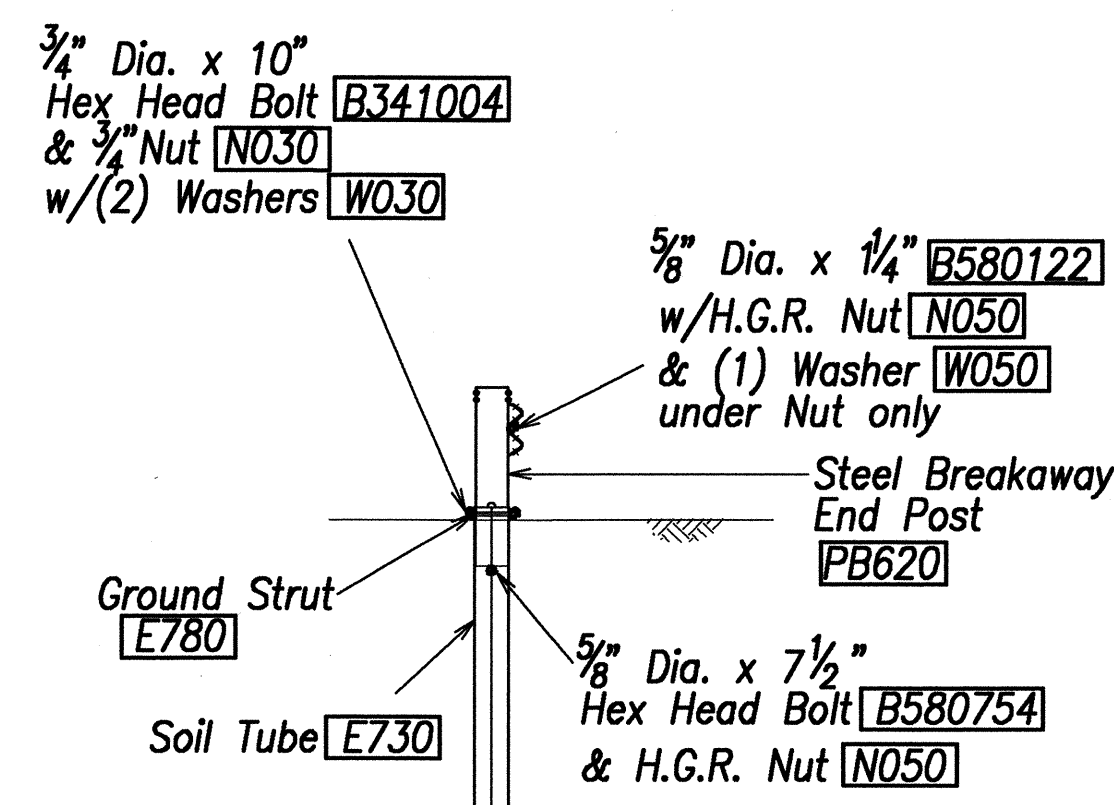 3/4" Dia. x 10"
Hex Head Bolt B341004
& 3/4" Nut N030
w/(2) Washers W030
5/8" Dia. x 1 1/4" B580122
w/H.G.R. Nut N050
& (1) Washer W050
under Nut only
Steel Breakaway
End Post
PB620
Ground Strut
E780
Soil Tube E730
5/8" Dia. x 7 1/2"
Hex Head Bolt B580754
& H.G.R. Nut N050